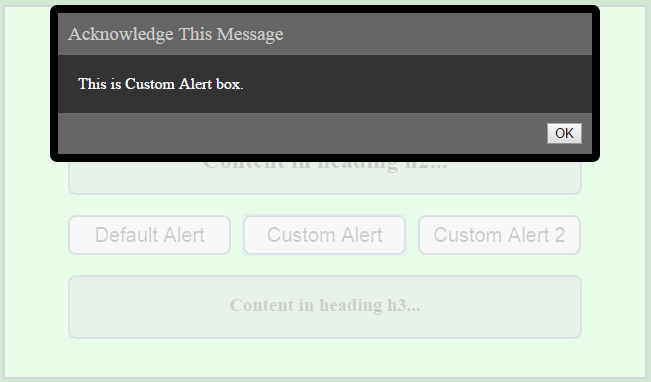 Acknowledge This Message
This is Custom Alert box.
OK
Content in heading h2...
Default Alert
Custom Alert
Custom Alert 2
Content in heading h3...